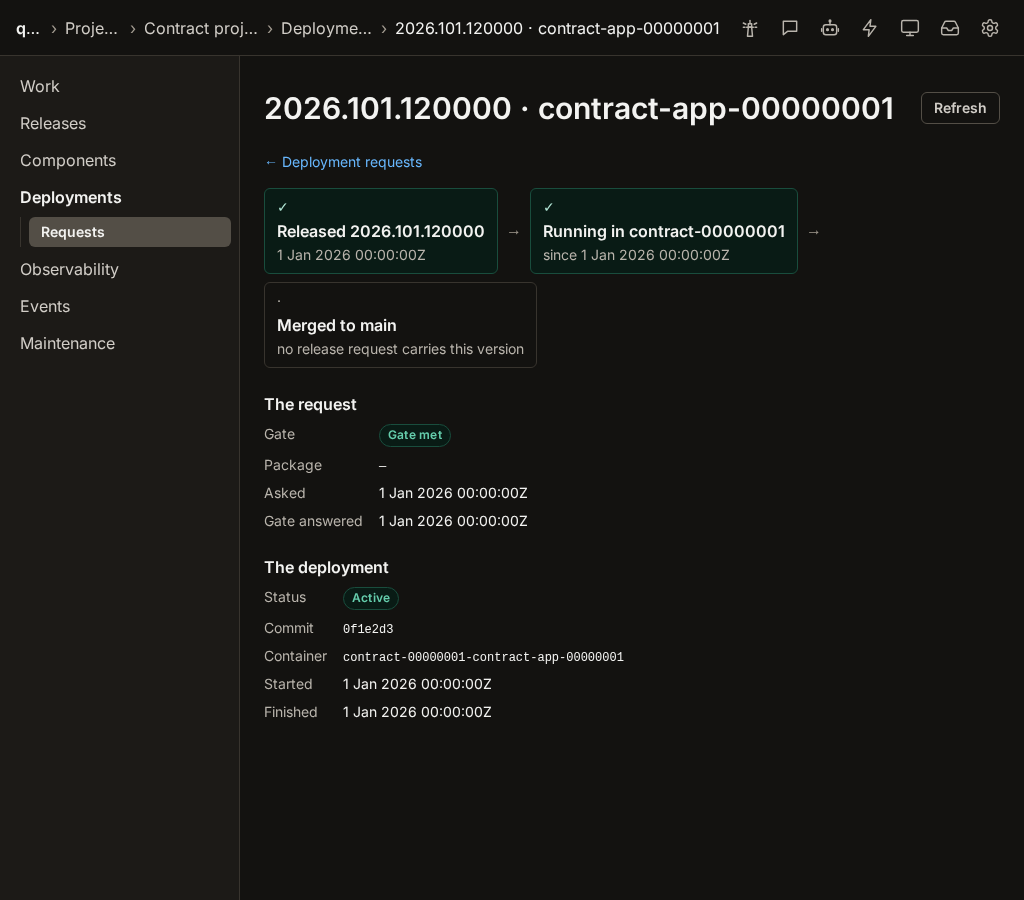 q... › Proje... › Contract proj... › Deployme... › 2026.101.120000 · contract-app-00000001
Work
Releases
Components
Deployments
Requests
Observability
Events
Maintenance
2026.101.120000 · contract-app-00000001
Refresh
← Deployment requests
✓
Released 2026.101.120000
1 Jan 2026 00:00:00Z
→
✓
Running in contract-00000001
since 1 Jan 2026 00:00:00Z
→
·
Merged to main
no release request carries this version
The request
Gate Gate met
Package –
Asked 1 Jan 2026 00:00:00Z
Gate answered 1 Jan 2026 00:00:00Z
The deployment
Status Active
Commit 0f1e2d3
Container contract-00000001-contract-app-00000001
Started 1 Jan 2026 00:00:00Z
Finished 1 Jan 2026 00:00:00Z